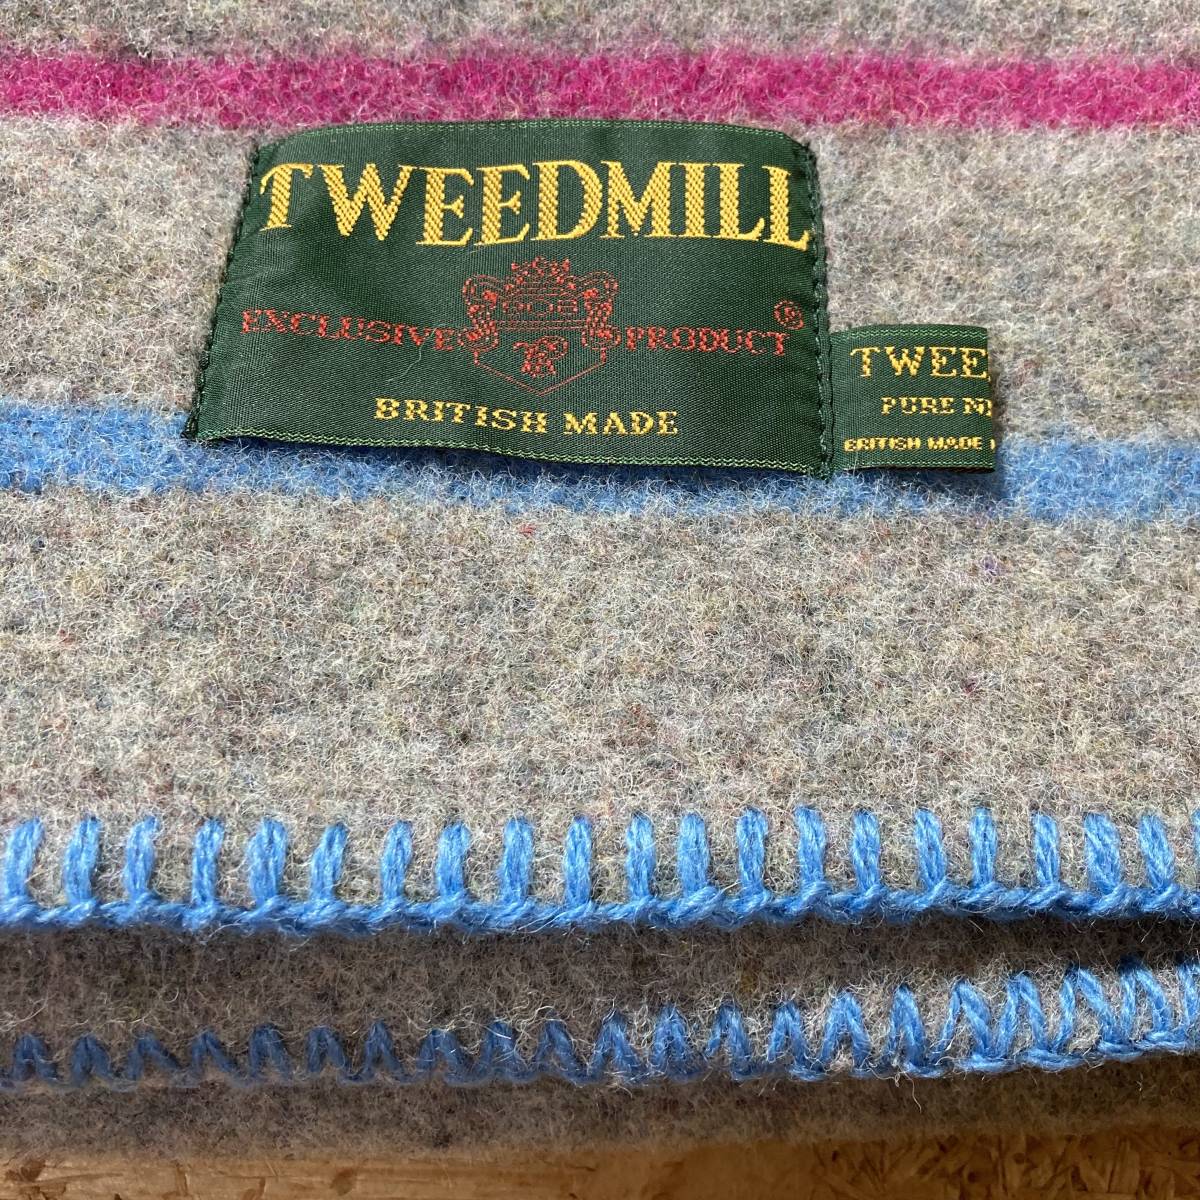 TWEEDMILL
EXCLUSIVE PRODUCT ®
BRITISH MADE
TWEE
PURE
BRITISH MADE